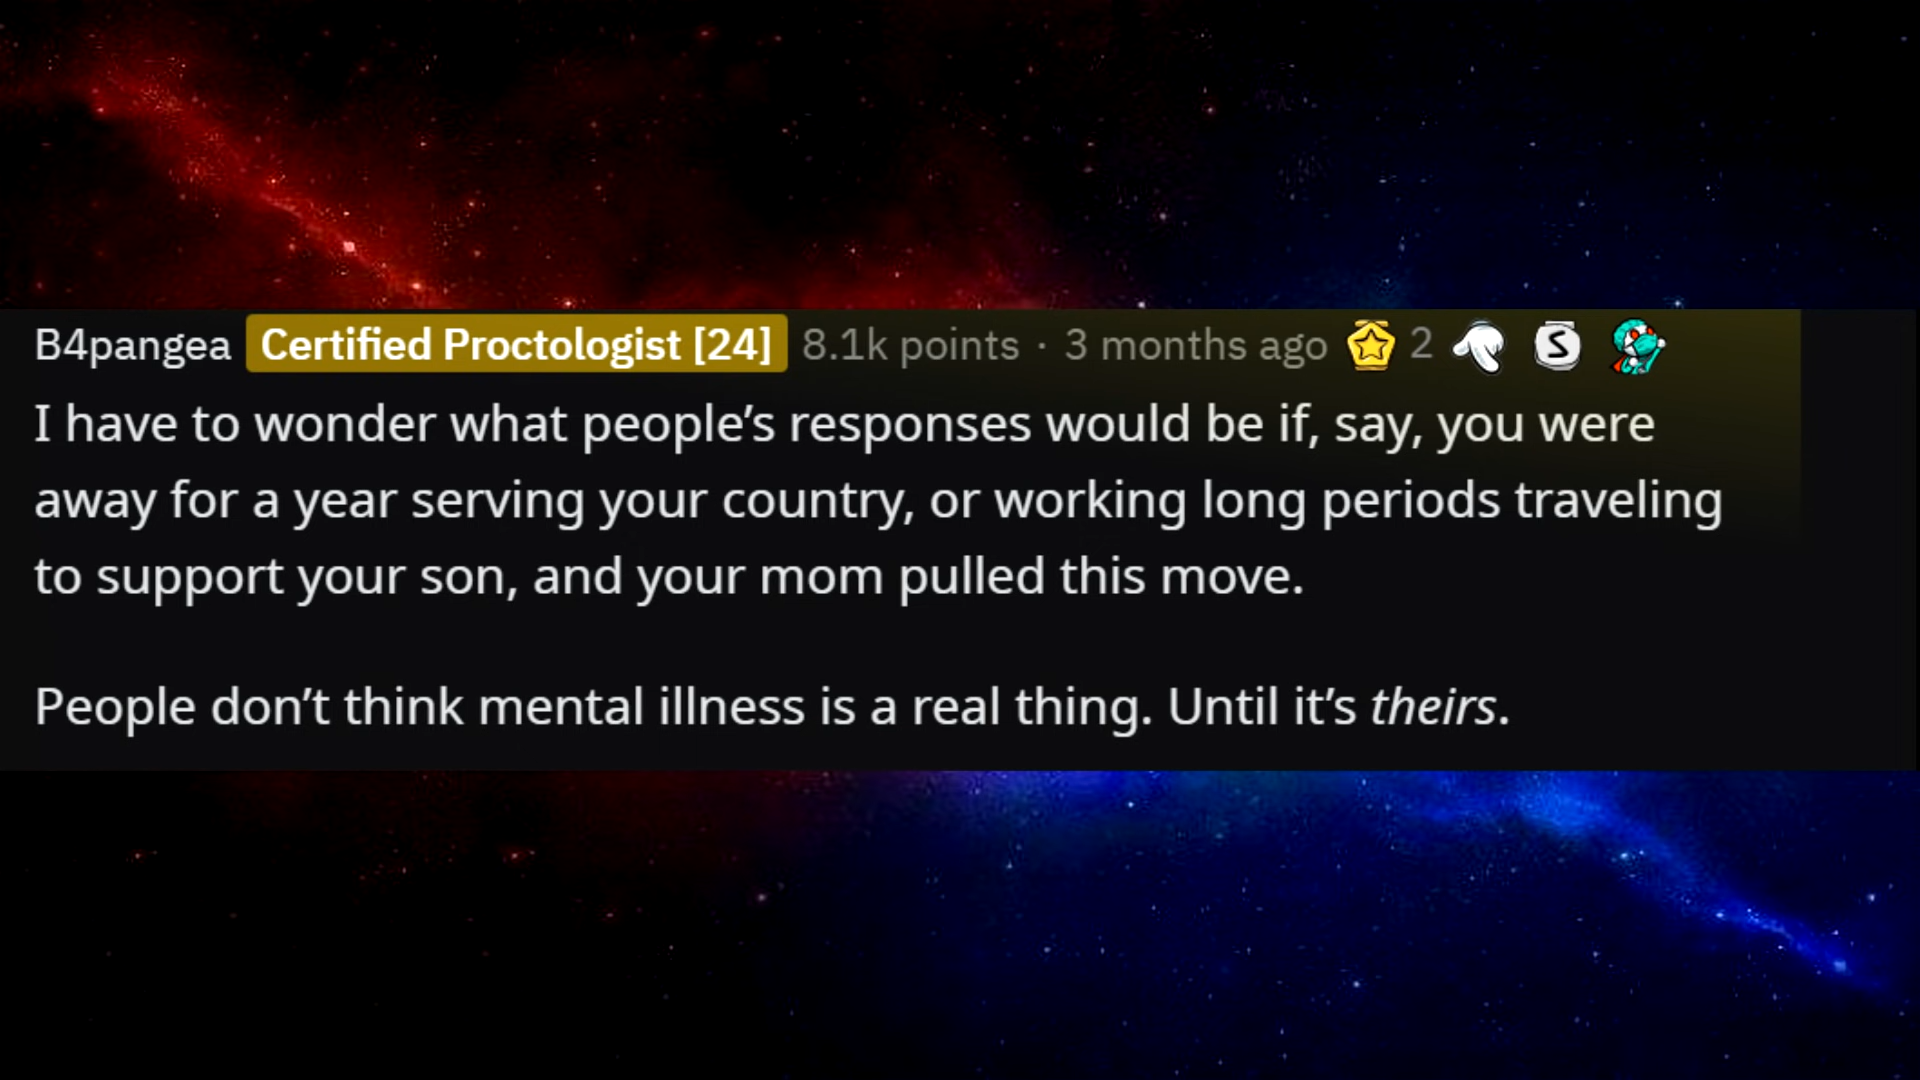 B4pangea Certified Proctologist [24] 8.1k points · 3 months ago 2 S
I have to wonder what people’s responses would be if, say, you were
away for a year serving your country, or working long periods traveling
to support your son, and your mom pulled this move.
People don’t think mental illness is a real thing. Until it’s theirs.